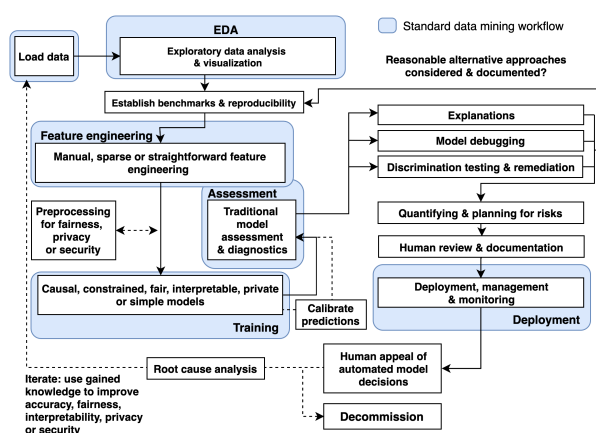 EDA
Standard data mining workflow
Load data
Exploratory data analysis
& visualization
Reasonable alternative approaches
considered & documented?
Establish benchmarks & reproducibility
Explanations
Feature engineering
Model debugging
Manual, sparse or straightforward feature
engineering
Discrimination testing & remediation
Assessment
Preprocessing
for fairness,
privacy
or security
Traditional
model
assessment
& diagnostics
Quantifying & planning for risks
Human review & documentation
Causal, constrained, fair, interpretable, private
or simple models
Training
Calibrate
predictions
Deployment, management
& monitoring
Deployment
Root cause analysis
Human appeal of
automated model
decisions
Iterate: use gained
knowledge to improve
accuracy, fairness,
interpretability, privacy
or security
Decommission